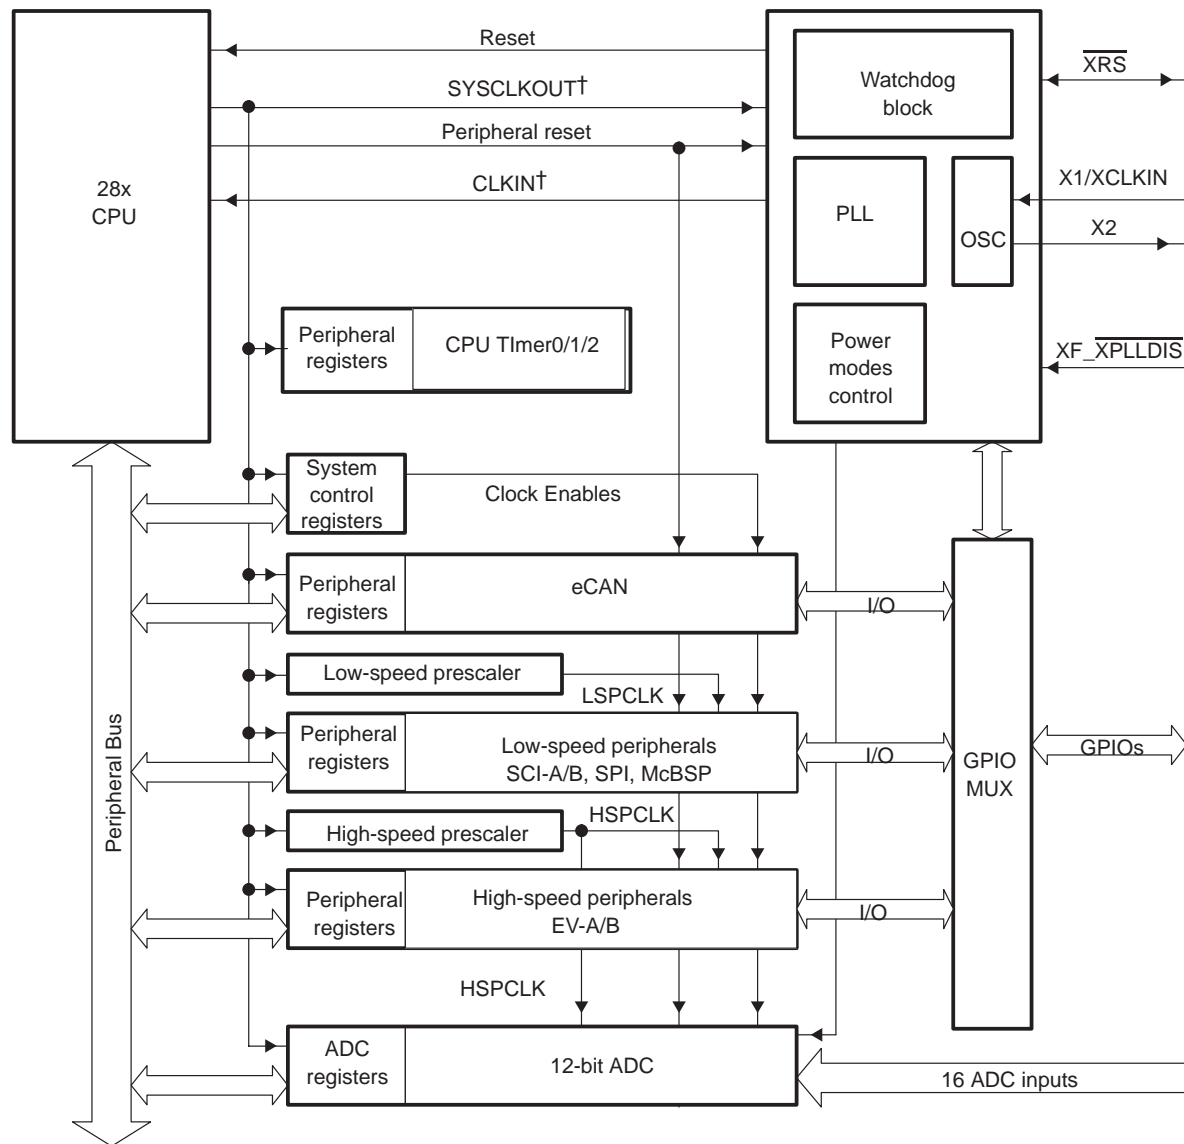 Reset
SYSCLKOUT†
Peripheral reset
CLKIN†
28x
CPU
Watchdog
block
PLL
OSC
Power
modes
control
XRS
X1/XCLKIN
X2
XF_XPLLDIS
Peripheral
registers
CPU TImer0/1/2
System
control
registers
Clock Enables
Peripheral
registers
eCAN
I/O
Low-speed prescaler
LSPCLK
Peripheral
registers
Low-speed peripherals
SCI-A/B, SPI, McBSP
I/O
GPIO
MUX
GPIOs
Peripheral Bus
High-speed prescaler
HSPCLK
Peripheral
registers
High-speed peripherals
EV-A/B
I/O
HSPCLK
ADC
registers
12-bit ADC
16 ADC inputs